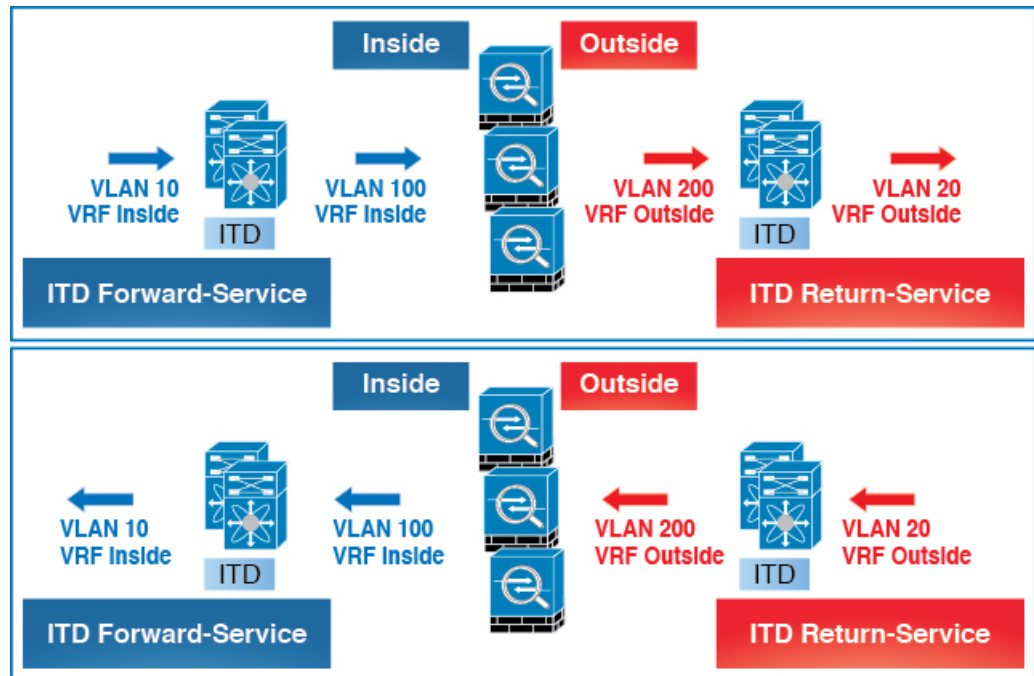 Inside
Outside
VLAN 10
VRF Inside
VLAN 100
VRF Inside
VLAN 200
VRF Outside
VLAN 20
VRF Outside
ITD
ITD
ITD Forward-Service
ITD Return-Service
Inside
Outside
VLAN 10
VRF Inside
VLAN 100
VRF Inside
VLAN 200
VRF Outside
VLAN 20
VRF Outside
ITD
ITD
ITD Forward-Service
ITD Return-Service